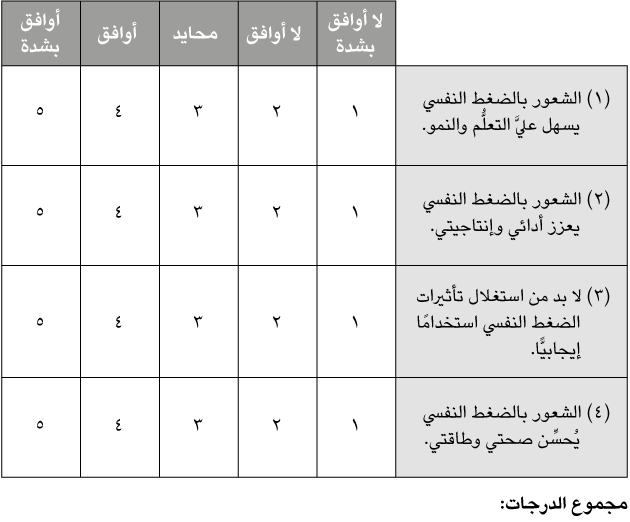 لا أوافق بشدة لا أوافق محايد أوافق أوافق بشدة
(١) الشعور بالضغط النفسي
يسهل عليَّ التعلُّم والنمو.
١ ٢ ٣ ٤ ٥
(٢) الشعور بالضغط النفسي
يعزز أدائي وإنتاجيتي.
١ ٢ ٣ ٤ ٥
(٣) لا بد من استغلال تأثيرات
الضغط النفسي استخدامًا
إيجابيًّا.
١ ٢ ٣ ٤ ٥
(٤) الشعور بالضغط النفسي
يُحسِّن صحتي وطاقتي.
١ ٢ ٣ ٤ ٥
مجموع الدرجات: